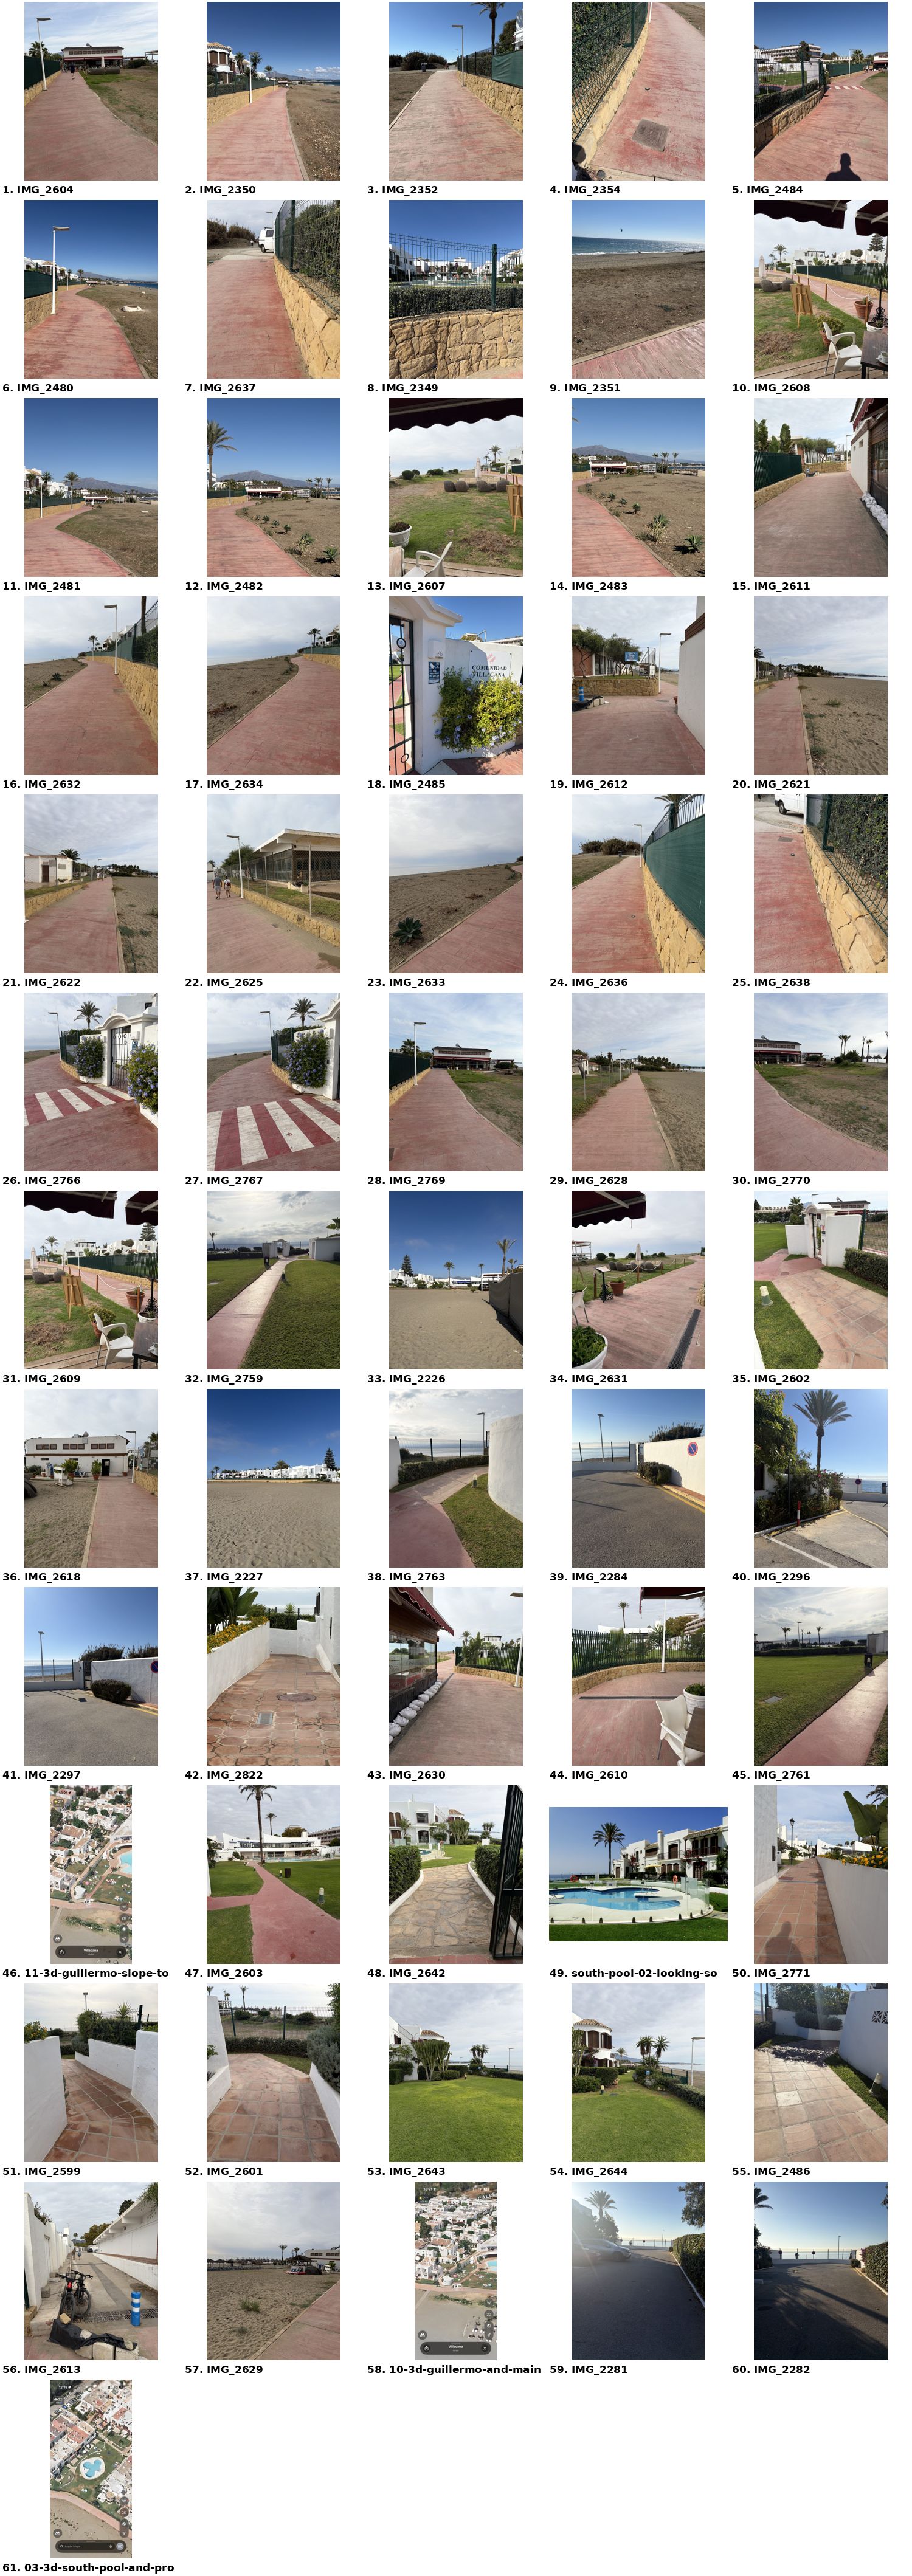 1. IMG_2604
2. IMG_2350
3. IMG_2352
4. IMG_2354
5. IMG_2484
6. IMG_2480
7. IMG_2637
8. IMG_2349
9. IMG_2351
10. IMG_2608
11. IMG_2481
12. IMG_2482
13. IMG_2607
14. IMG_2483
15. IMG_2611
COMUNIDAD
VILLACANA
16. IMG_2632
17. IMG_2634
18. IMG_2485
19. IMG_2612
20. IMG_2621
21. IMG_2622
22. IMG_2625
23. IMG_2633
24. IMG_2636
25. IMG_2638
26. IMG_2766
27. IMG_2767
28. IMG_2769
29. IMG_2628
30. IMG_2770
31. IMG_2609
32. IMG_2759
33. IMG_2226
34. IMG_2631
35. IMG_2602
36. IMG_2618
37. IMG_2227
38. IMG_2763
39. IMG_2284
40. IMG_2296
41. IMG_2297
42. IMG_2822
43. IMG_2630
44. IMG_2610
45. IMG_2761
Villacana
46. 11-3d-guillermo-slope-to
47. IMG_2603
48. IMG_2642
49. south-pool-02-looking-so
50. IMG_2771
51. IMG_2599
52. IMG_2601
53. IMG_2643
54. IMG_2644
55. IMG_2486
Villacana
56. IMG_2613
57. IMG_2629
58. 10-3d-guillermo-and-main
59. IMG_2281
60. IMG_2282
61. 03-3d-south-pool-and-pro